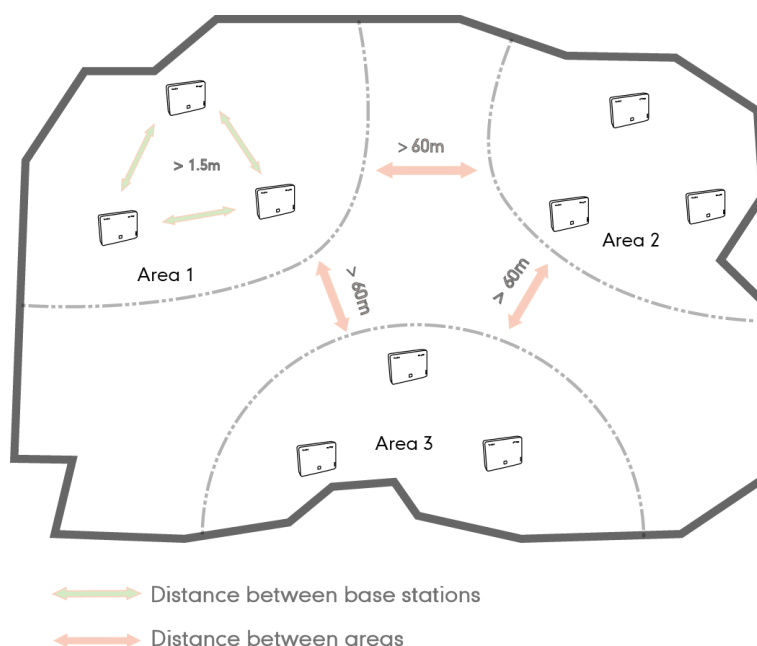 > 60m
> 1.5m
Area 1
Area 2
> 60m
> 60m
Area 3
Distance between base stations
Distance between areas